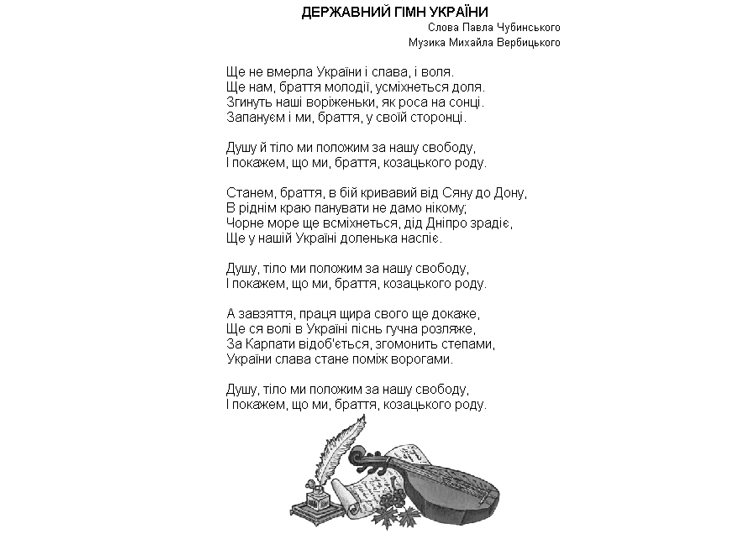 ДЕРЖАВНИЙ ГІМН УКРАЇНИ
Слова Павла Чубинського
Музика Михайла Вербицького
Ще не вмерла України і слава, і воля.
Ще нам, браття молодії, усміхнеться доля.
Згинуть наші воріженьки, як роса на сонці.
Запануєм і ми, браття, у своїй сторонці.
Душу й тіло ми положим за нашу свободу,
І покажем, що ми, браття, козацького роду.
Станем, браття, в бій кривавий від Сяну до Дону,
В ріднім краю панувати не дамо нікому;
Чорне море ще всміхнеться, дід Дніпро зрадіє,
Ще у нашій Україні доленька наспіє.
Душу, тіло ми положим за нашу свободу,
І покажем, що ми, браття, козацького роду.
А завзяття, праця щира свого ще докаже,
Ще ся волі в Україні піснь гучна розляже,
За Карпати відоб'ється, згомонить степами,
України слава стане поміж ворогами.
Душу, тіло ми положим за нашу свободу,
І покажем, що ми, браття, козацького роду.